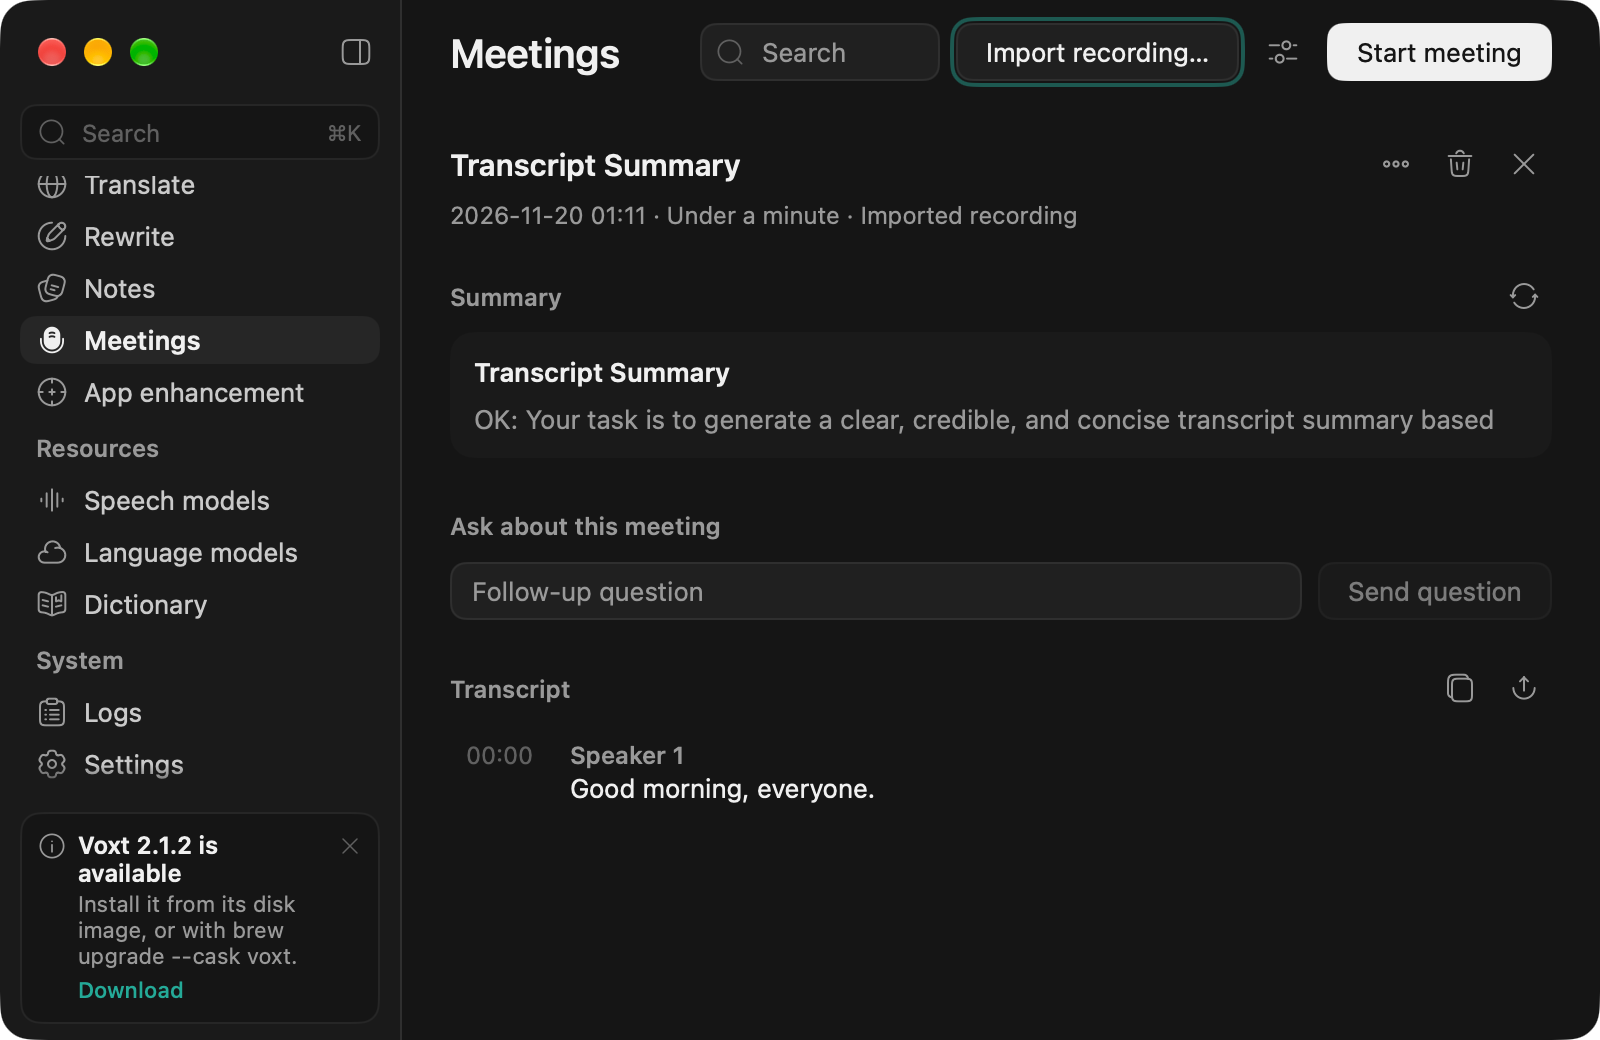 Search ⌘K
Translate
Rewrite
Notes
Meetings
App enhancement
Resources
Speech models
Language models
Dictionary
System
Logs
Settings
Voxt 2.1.2 is
available
Install it from its disk
image, or with brew
upgrade --cask voxt.
Download
Meetings
Search
Import recording...
Start meeting
Transcript Summary
2026-11-20 01:11 · Under a minute · Imported recording
Summary
Transcript Summary
OK: Your task is to generate a clear, credible, and concise transcript summary based
Ask about this meeting
Follow-up question
Send question
Transcript
00:00 Speaker 1
Good morning, everyone.